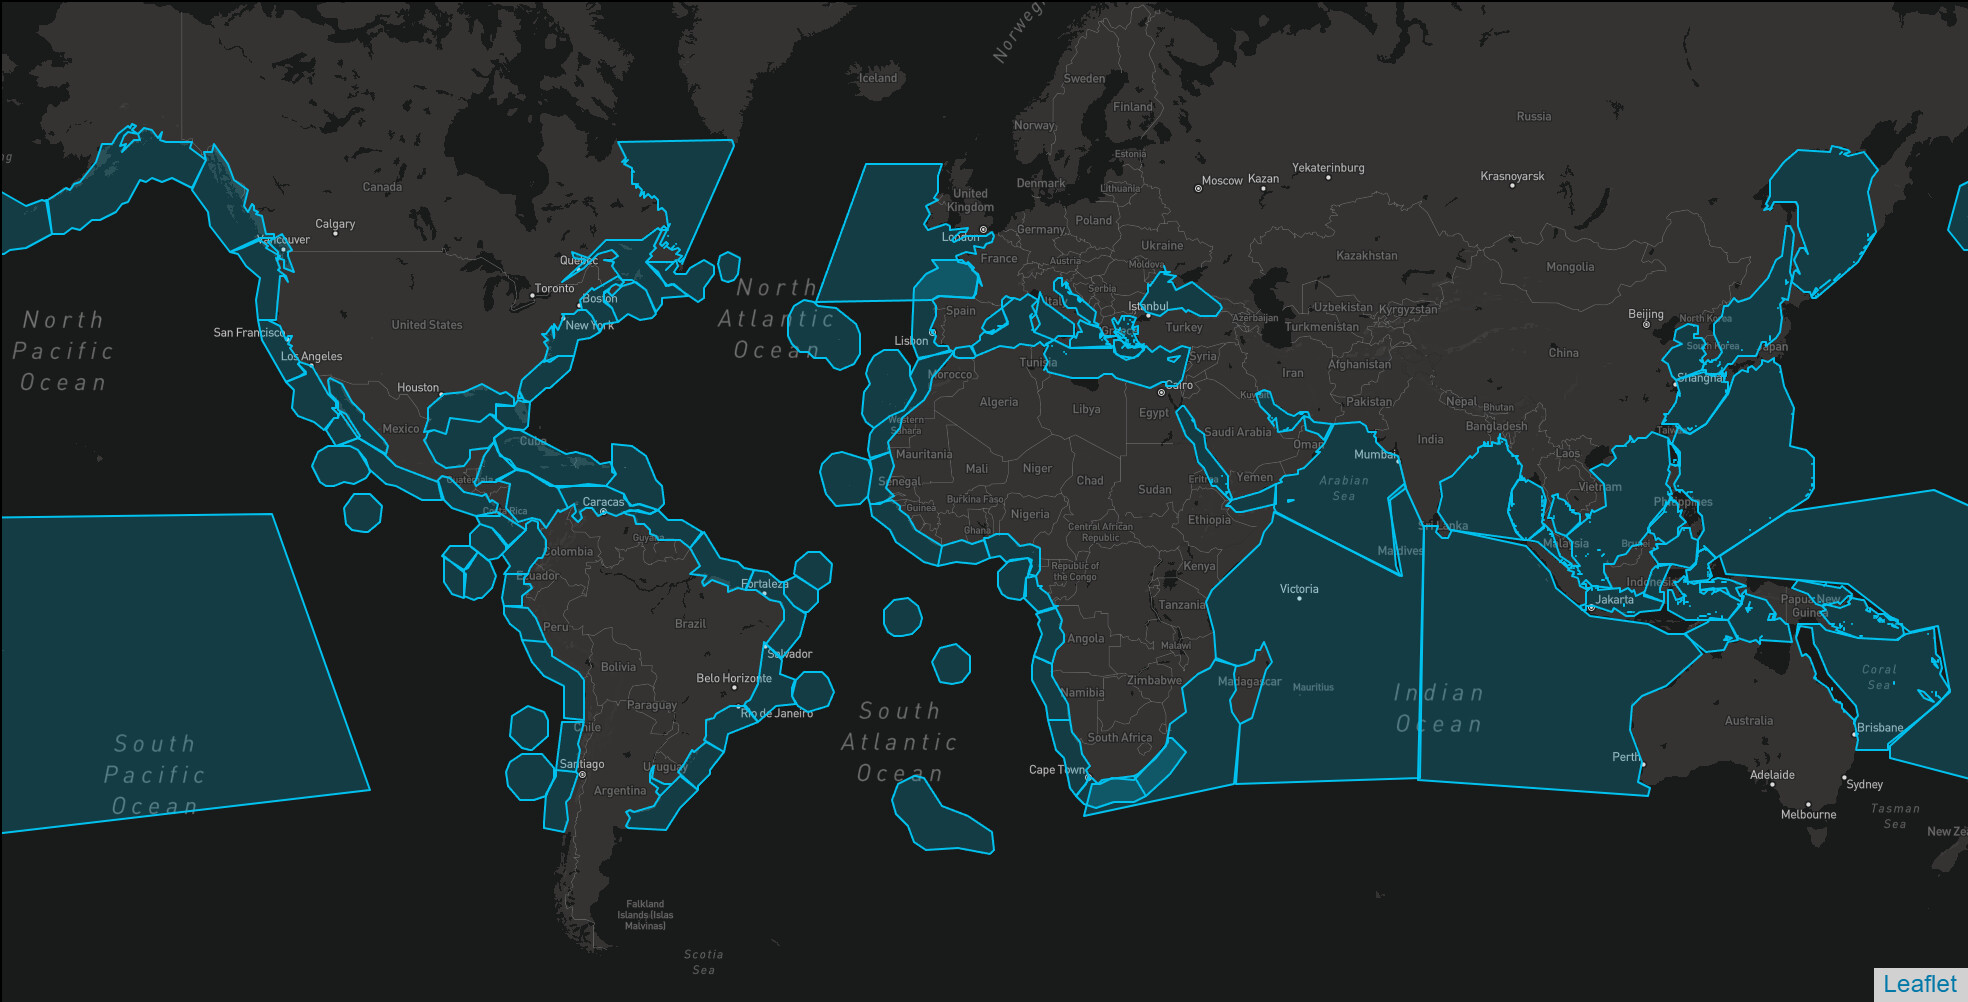 Norweg
Iceland
Sweden
Finland
Norway
Russia
Estonia
ng
Yekaterinburg
Moscow
Kazan
Krasnoyarsk
Canada
Denmark
Lithuania
United
Kingdom
Calgary
Vancouver
London
Germany
Poland
Ukraine
Kazakhstan
Mongolia
Quebec
Toronto
Boston
France
Austria
Moldova
Serbia
North
Atlantic
Ocean
Italy
Istanbul
Spain
Lisbon
Greece
Turkey
Azerbaijan
Uzbekistan
Kyrgyzstan
Turkmenistan
Beijing
North Korea
South Korea
Japan
North
Pacific
Ocean
United States
New York
San Francisco
Los Angeles
Houston
Morocco
Tunisia
Syria
Iran
Afghanistan
China
Shanghai
Cairo
Algeria
Libya
Egypt
Kuwait
Pakistan
Nepal
Bhutan
Bangladesh
Taiwan
Mexico
Cuba
Western
Sahara
Saudi Arabia
Oman
India
Mumbai
Laos
Mauritania
Mali
Niger
Chad
Sudan
Eritrea
Yemen
Arabian
Sea
Vietnam
Philippines
Guatemala
Costa Rica
Caracas
Senegal
Guinea
Burkina Faso
Ghana
Nigeria
Central African
Republic
Ethiopia
Sri Lanka
Maldives
Malaysia
Brunei
Colombia
Guyana
Ecuador
Fortaleza
Republic of
the Congo
Kenya
Victoria
Indonesia
Jakarta
Papua New
Guinea
Peru
Brazil
Salvador
Tanzania
Angola
Malawi
Bolivia
Belo Horizonte
Zimbabwe
Namibia
Madagascar
Mauritius
Indian
Ocean
Coral
Sea
Paraguay
Rio de Janeiro
Chile
South
Atlantic
Ocean
South Africa
Cape Town
Australia
Brisbane
Perth
South
Pacific
Ocean
Santiago
Uruguay
Argentina
Adelaide
Sydney
Melbourne
Tasman
Sea
New Zea
Falkland
Islands (Islas
Malvinas)
Scotia
Sea
Leaflet